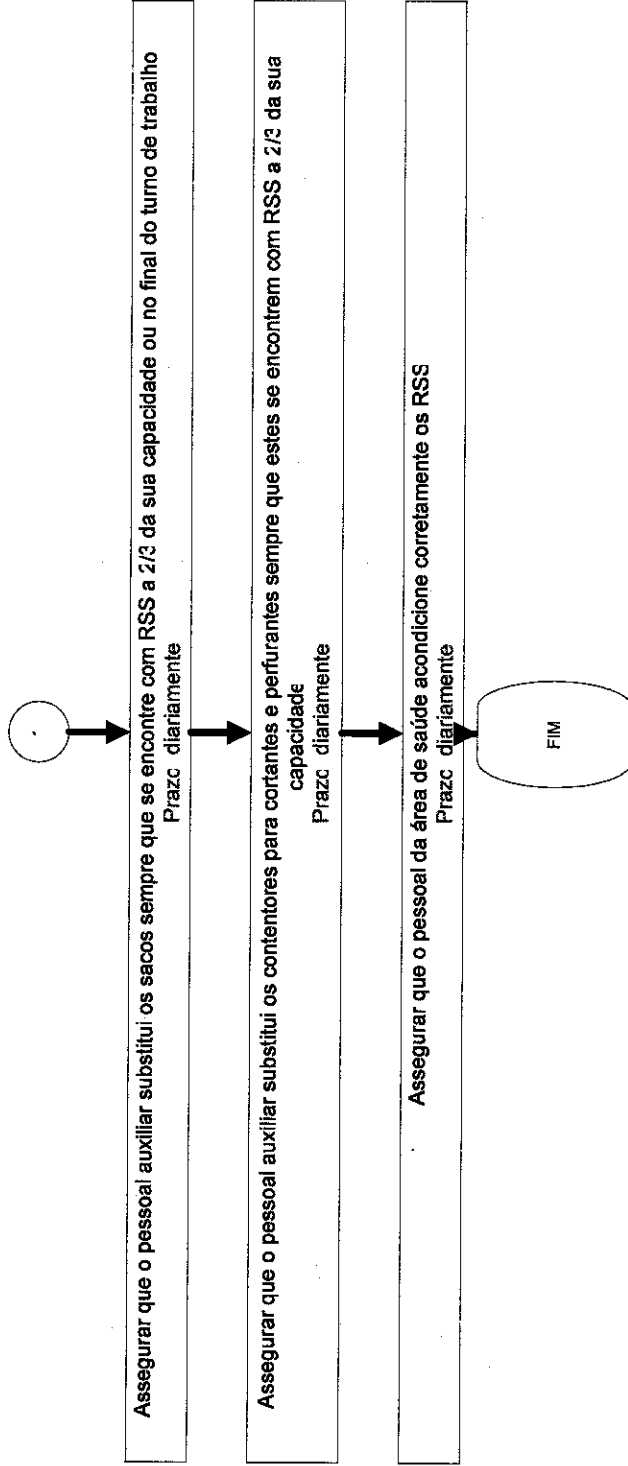 Assegurar que o pessoal auxiliar substitui os sacos sempre que se encontre com RSS a 2/3 da sua capacidade ou no final do turno de trabalho
Prazo diariamente
Assegurar que o pessoal auxiliar substitui os contentores para cortantes e perfurantes sempre que estes se encontrem com RSS a 2/3 da sua
capacidade
Prazo diariamente
Assegurar que o pessoal da área de saúde acondicione corretamente os RSS
Prazo diariamente
FIM